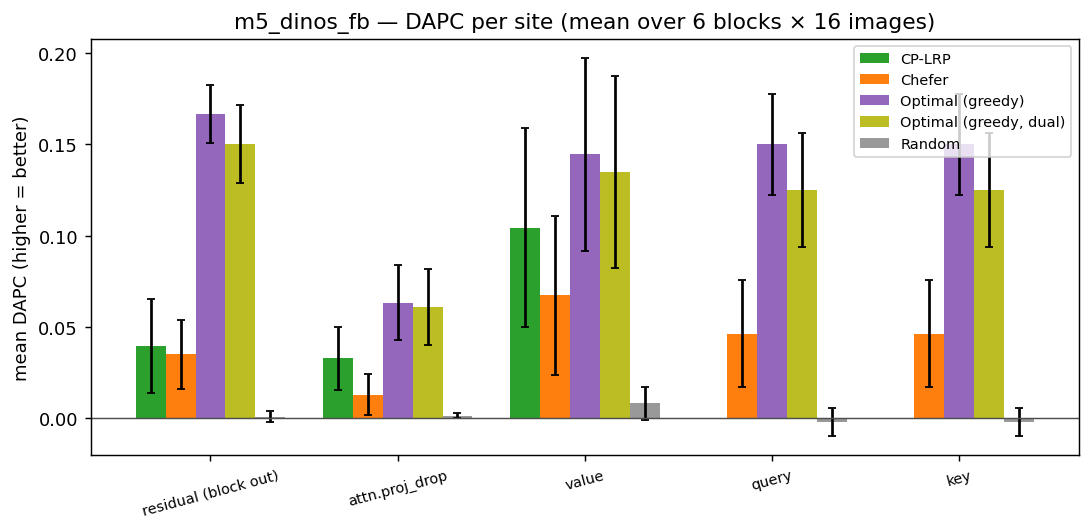 m5_dinos_fb — DAPC per site (mean over 6 blocks × 16 images)
mean DAPC (higher = better)
0.20
0.15
0.10
0.05
0.00
CP-LRP
Chefer
Optimal (greedy)
Optimal (greedy, dual)
Random
residual (block out)
attn.proj_drop
value
query
key